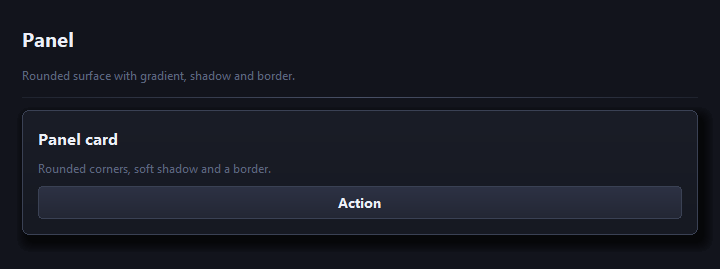 Panel
Rounded surface with gradient, shadow and border.
Panel card
Rounded corners, soft shadow and a border.
Action